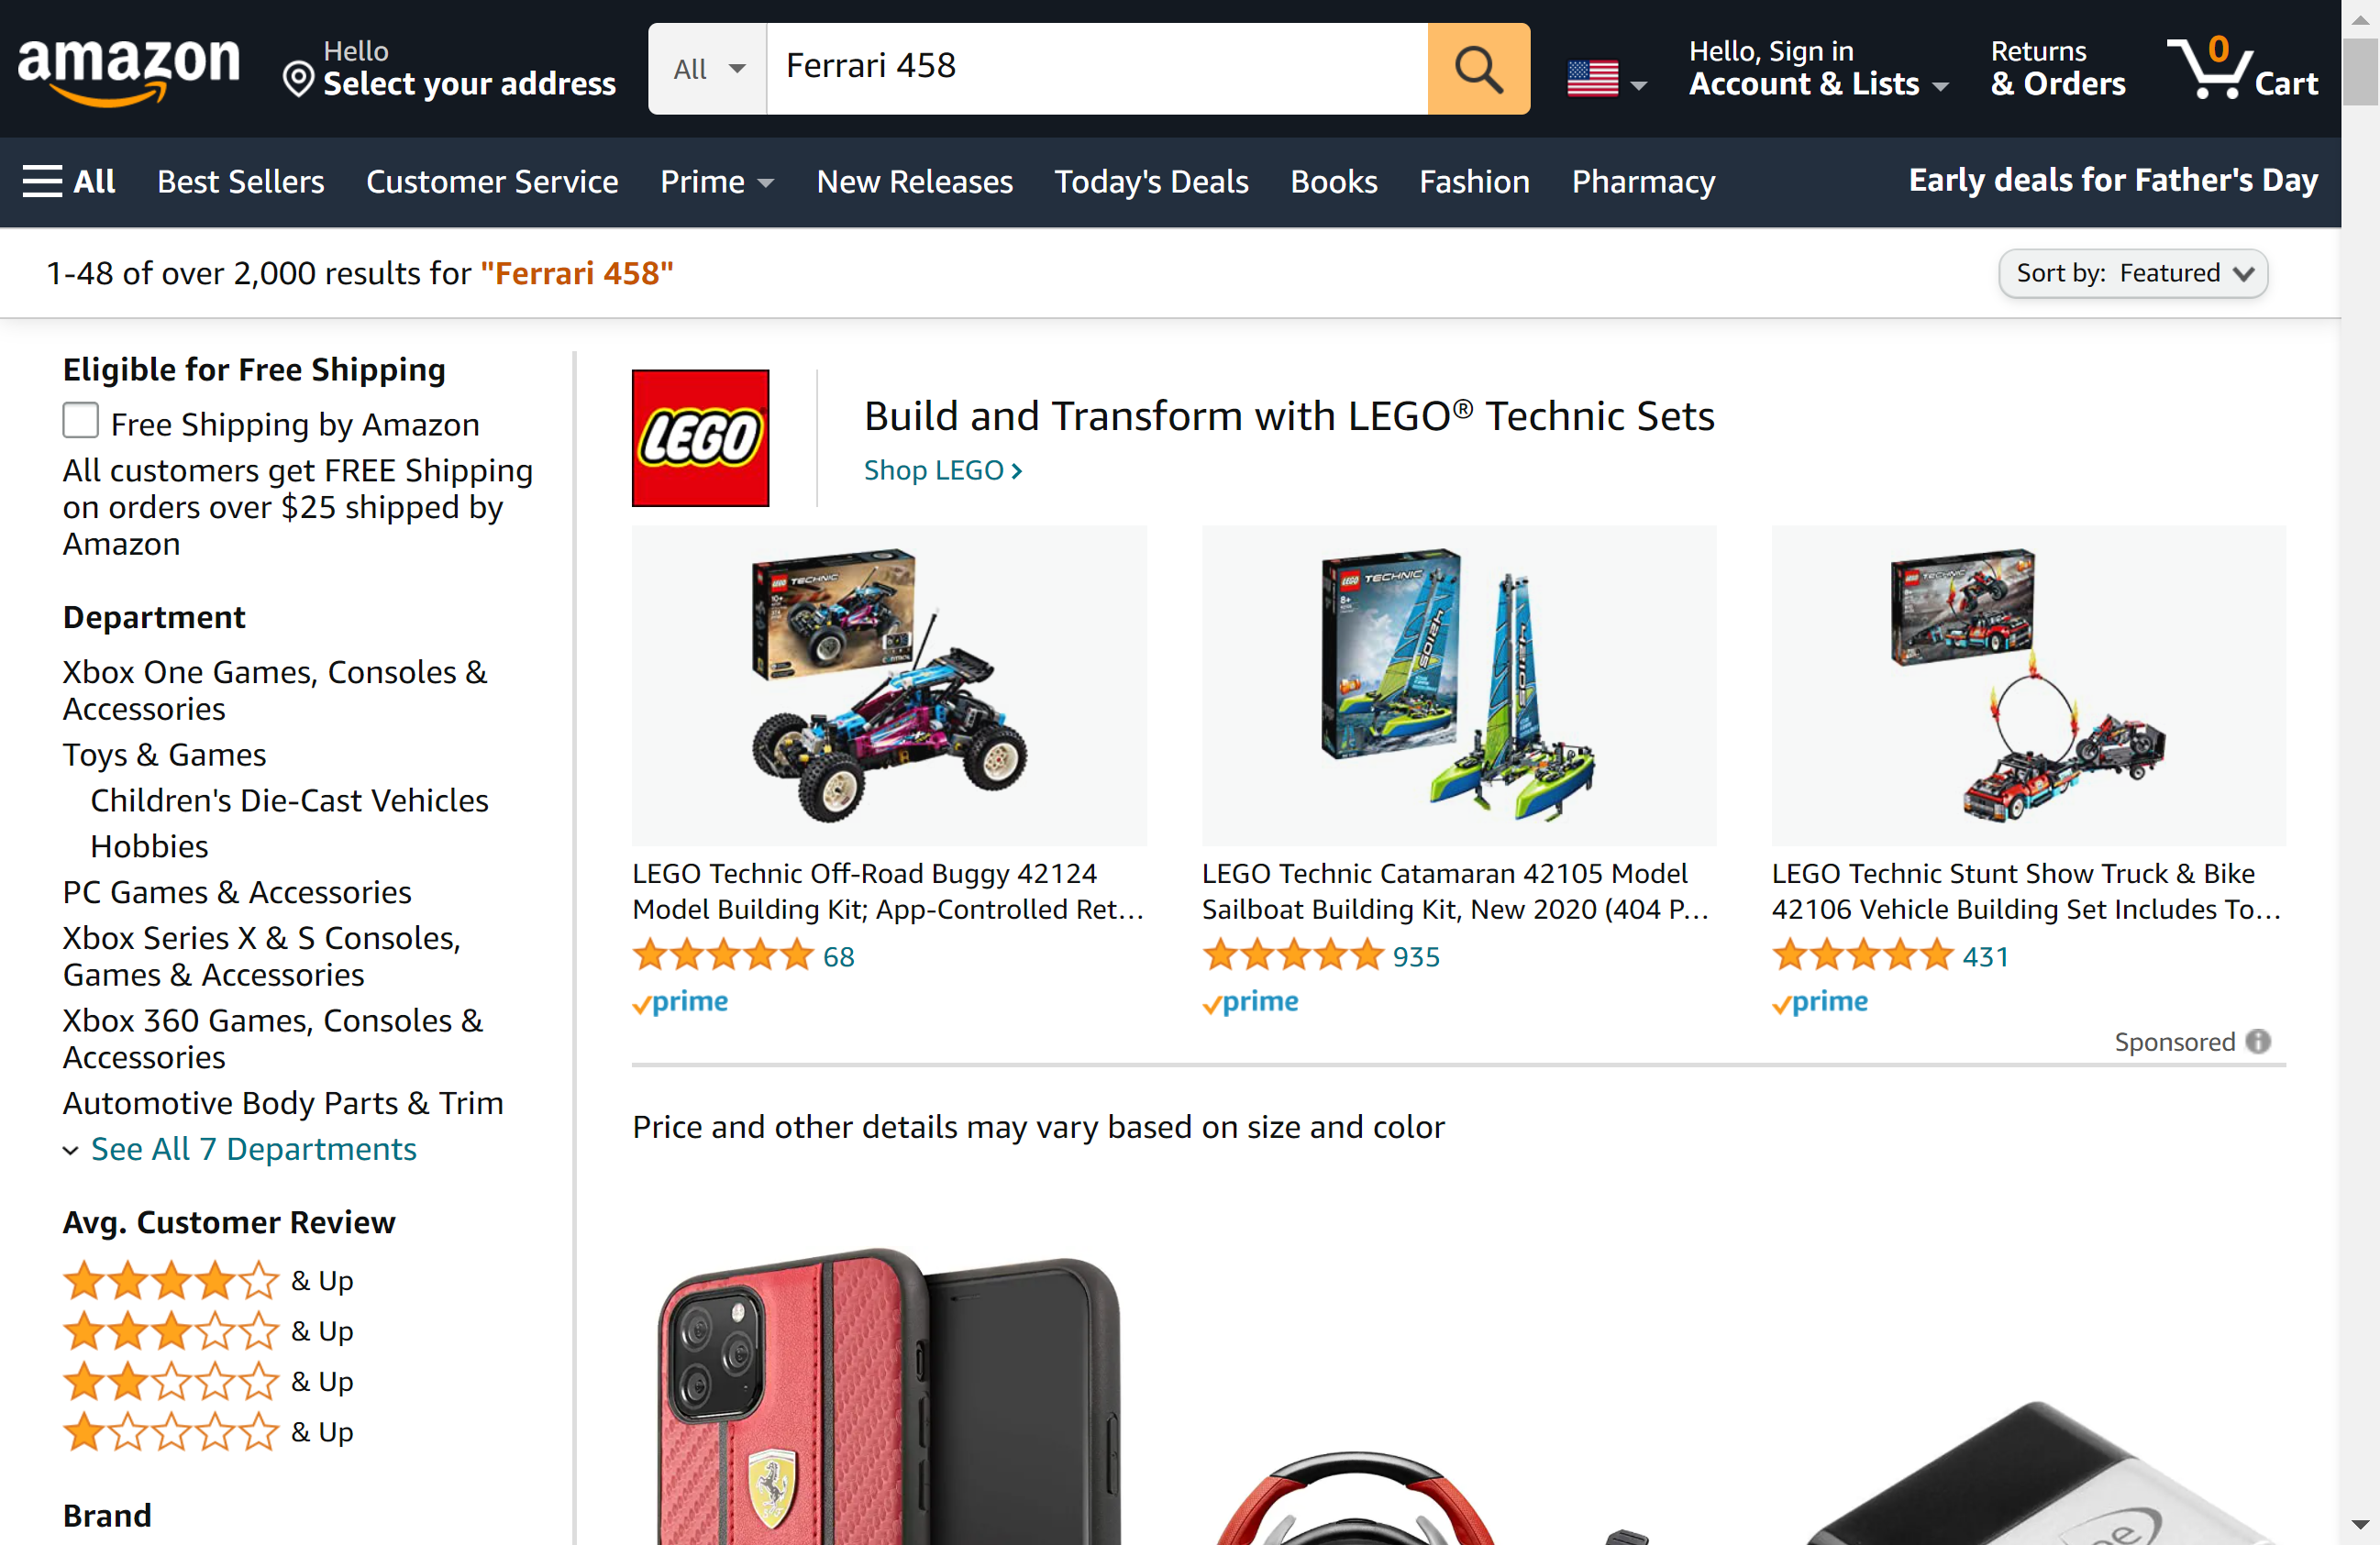 amazon
Hello
Select your address
All
Ferrari 458
Hello, Sign in
Account & Lists
Returns
& Orders
0
Cart
All
Best Sellers
Customer Service
Prime
New Releases
Today's Deals
Books
Fashion
Pharmacy
Early deals for Father's Day
1-48 of over 2,000 results for "Ferrari 458"
Sort by: Featured
Eligible for Free Shipping
Free Shipping by Amazon
All customers get FREE Shipping
on orders over $25 shipped by
Amazon
Department
Xbox One Games, Consoles &
Accessories
Toys & Games
Children's Die-Cast Vehicles
Hobbies
PC Games & Accessories
Xbox Series X & S Consoles,
Games & Accessories
Xbox 360 Games, Consoles &
Accessories
Automotive Body Parts & Trim
See All 7 Departments
Avg. Customer Review
& Up
& Up
& Up
& Up
Brand
LEGO
Build and Transform with LEGO® Technic Sets
Shop LEGO
LEGO TECHNIC
10+
LEGO Technic Off-Road Buggy 42124
Model Building Kit; App-Controlled Ret...
68
prime
LEGO TECHNIC
8+
LEGO Technic Catamaran 42105 Model
Sailboat Building Kit, New 2020 (404 P...
935
prime
LEGO TECHNIC
LEGO Technic Stunt Show Truck & Bike
42106 Vehicle Building Set Includes To...
431
prime
Sponsored
Price and other details may vary based on size and color